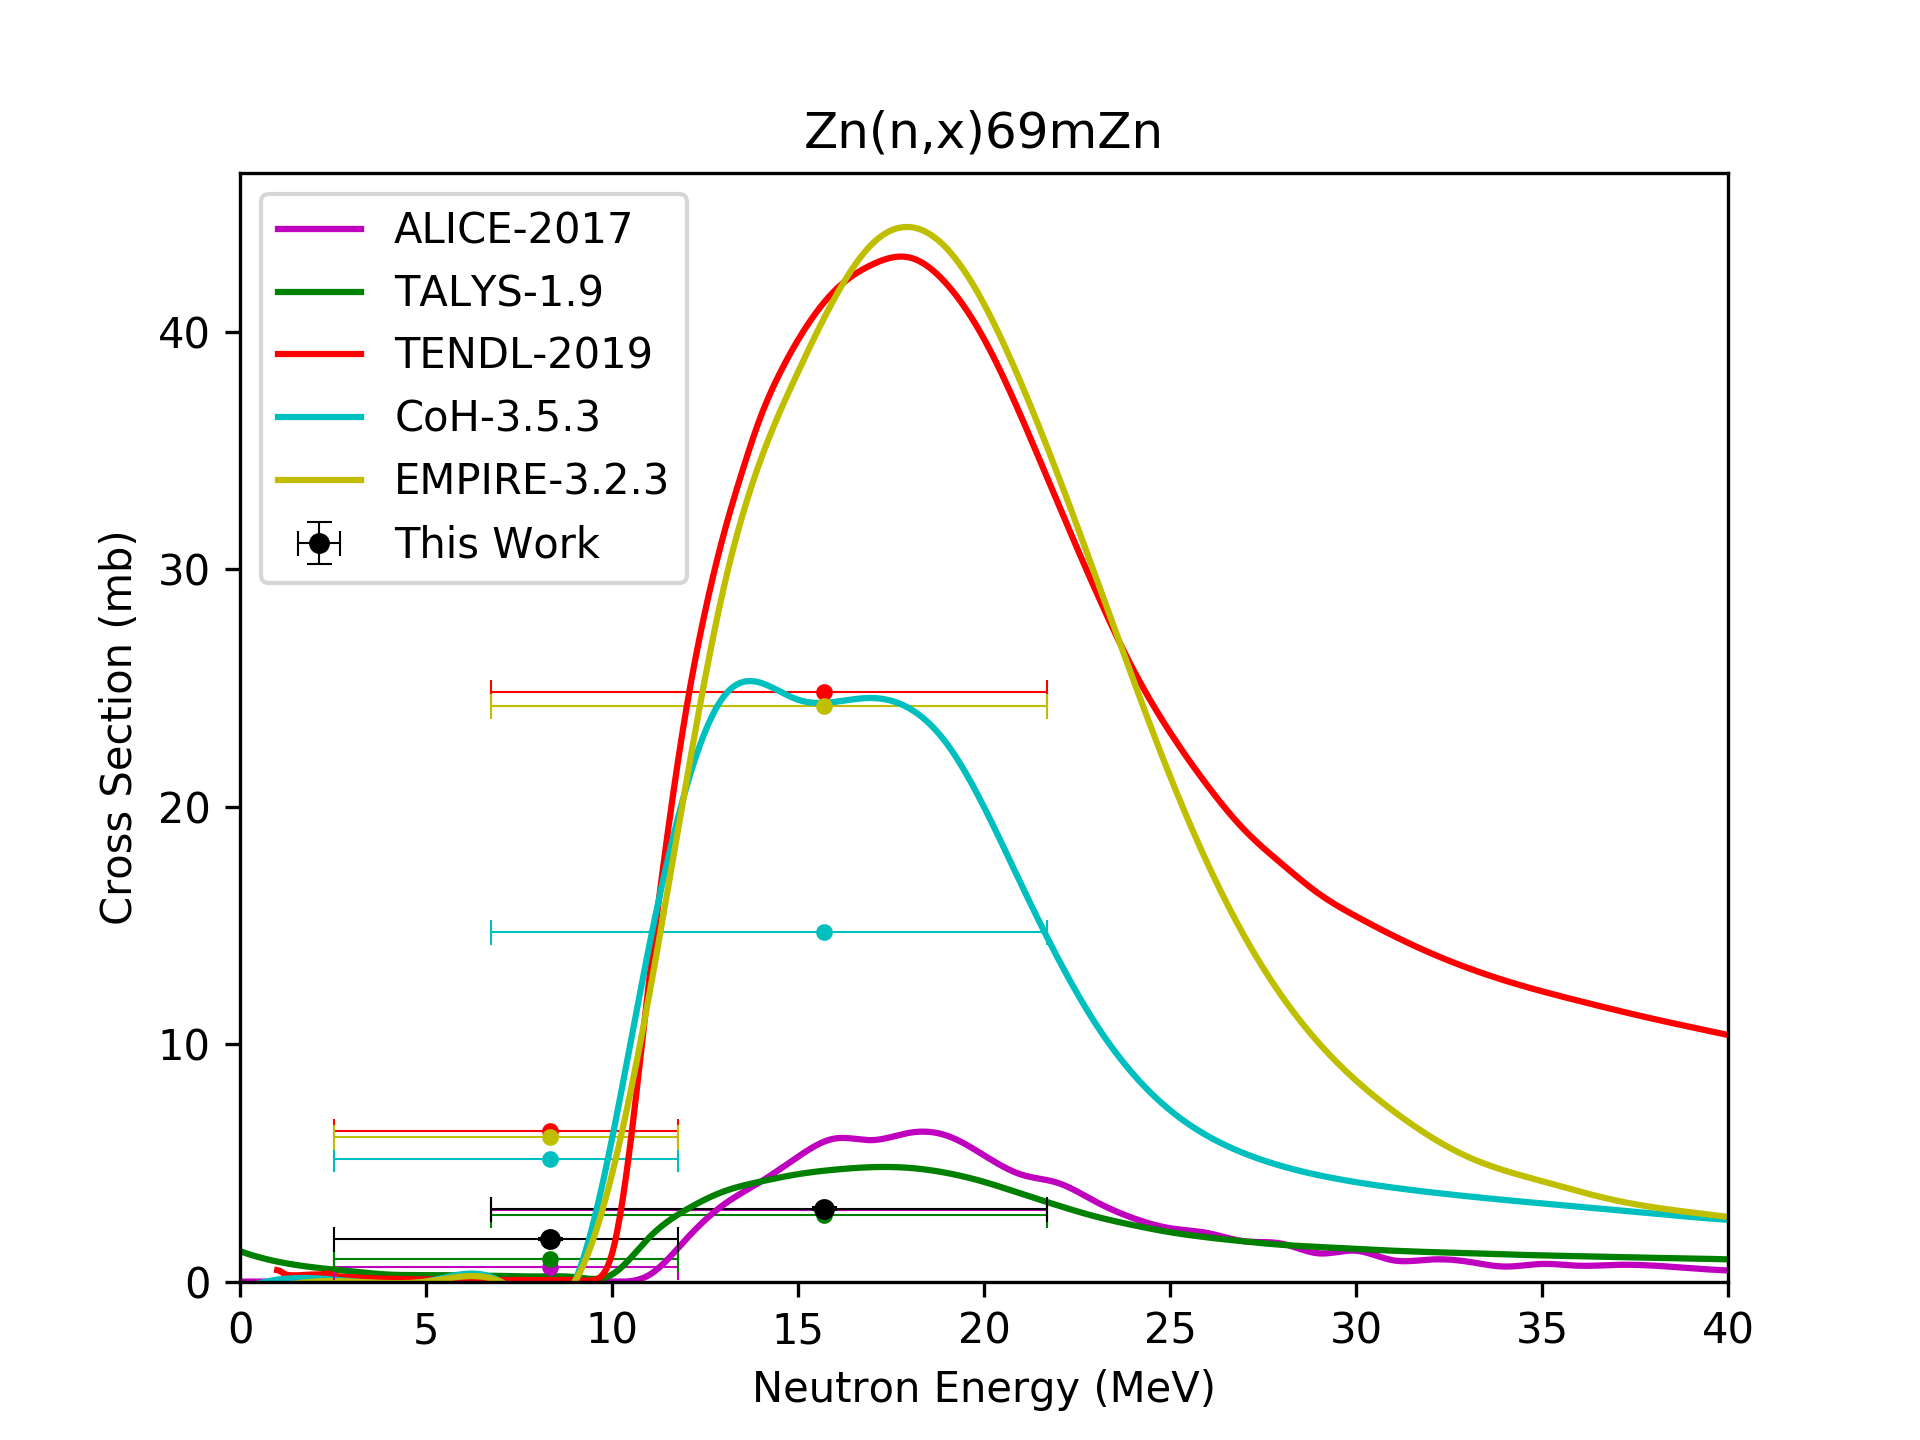 Zn(n,x)69mZn
ALICE-2017
TALYS-1.9
TENDL-2019
CoH-3.5.3
EMPIRE-3.2.3
This Work
Cross Section (mb)
40
30
20
10
0
0 5 10 15 20 25 30 35 40
Neutron Energy (MeV)